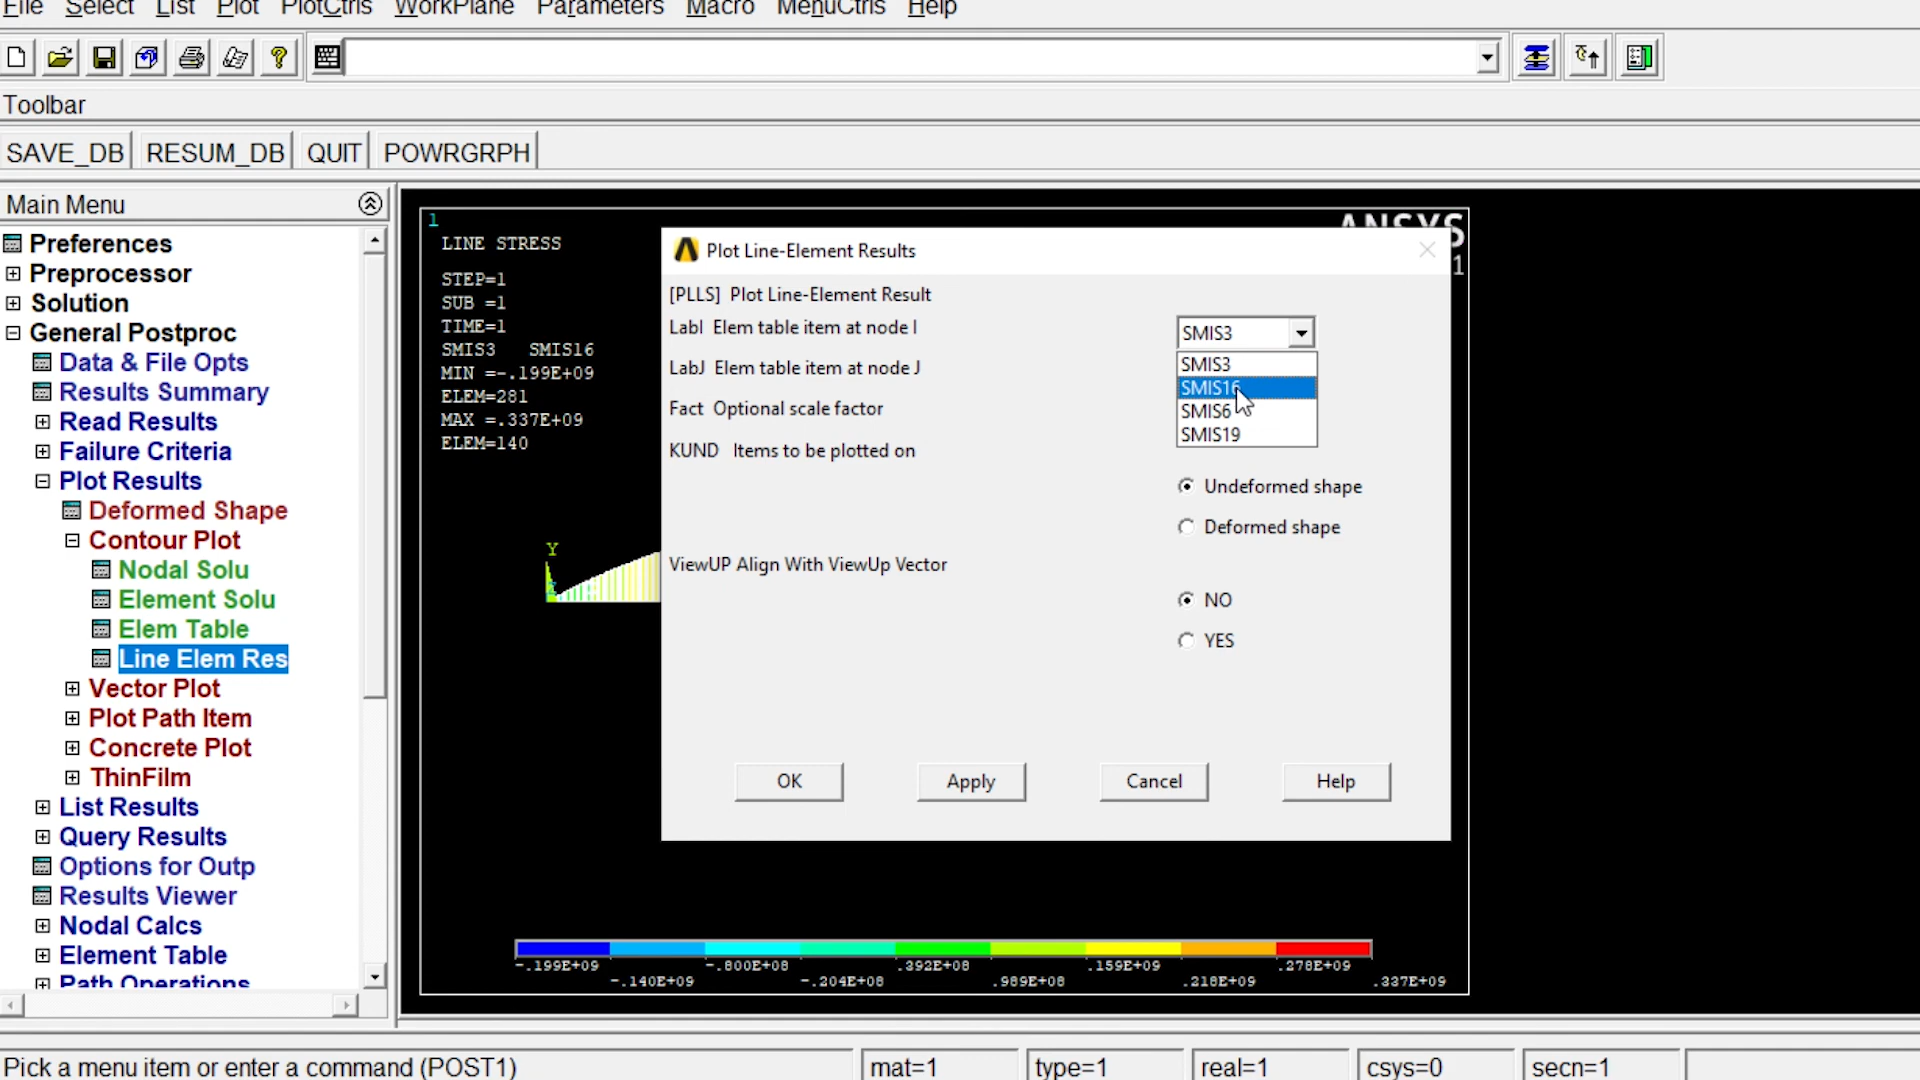 File Select List Plot PlotCtrls WorkPlane Parameters Macro MenuCtrls Help
Toolbar
SAVE_DB RESUM_DB QUIT POWRGRPH
Main Menu
Preferences
Preprocessor
Solution
General Postproc
Data & File Opts
Results Summary
Read Results
Failure Criteria
Plot Results
Deformed Shape
Contour Plot
Nodal Solu
Element Solu
Elem Table
Line Elem Res
Vector Plot
Plot Path Item
Concrete Plot
ThinFilm
List Results
Query Results
Options for Outp
Results Viewer
Nodal Calcs
Element Table
Path Operations
1
ANSYS
1
LINE STRESS
STEP=1
SUB =1
TIME=1
SMIS3 SMIS16
MIN =-.199E+09
ELEM=281
MAX =.337E+09
ELEM=140
Y
Plot Line-Element Results
[PLLS] Plot Line-Element Result
LabI Elem table item at node I
SMIS3
LabJ Elem table item at node J
SMIS3
SMIS16
Fact Optional scale factor
SMIS6
SMIS19
KUND Items to be plotted on
Undeformed shape
Deformed shape
ViewUP Align With ViewUp Vector
NO
YES
OK Apply Cancel Help
-.199E+09 -.800E+08 .392E+08 .159E+09 .278E+09
-.140E+09 -.204E+08 .989E+08 .218E+09 .337E+09
Pick a menu item or enter a command (POST1) mat=1 type=1 real=1 csys=0 secn=1